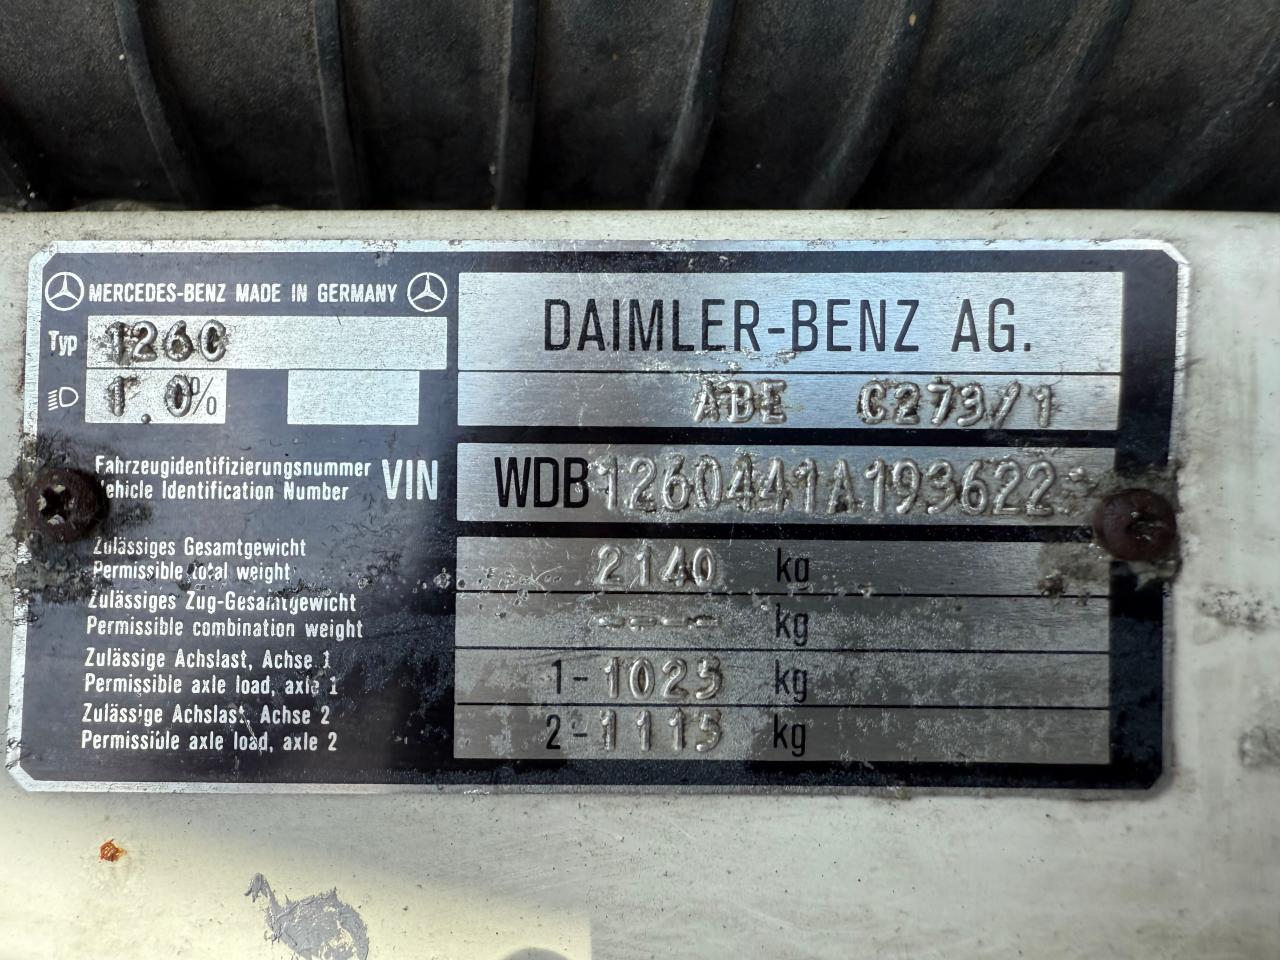 MERCEDES-BENZ MADE IN GERMANY
DAIMLER-BENZ AG.
Typ 126C
1.0%
ABE C273/1
Fahrzeugidentifizierungsnummer
Vehicle Identification Number
VIN WDB1260441A193622
Zulässiges Gesamtgewicht
Permissible total weight
2140 kg
Zulässiges Zug-Gesamtgewicht
Permissible combination weight
---- kg
Zulässige Achslast, Achse 1
Permissible axle load, axle 1
1-1025 kg
Zulässige Achslast, Achse 2
Permissible axle load, axle 2
2-1115 kg